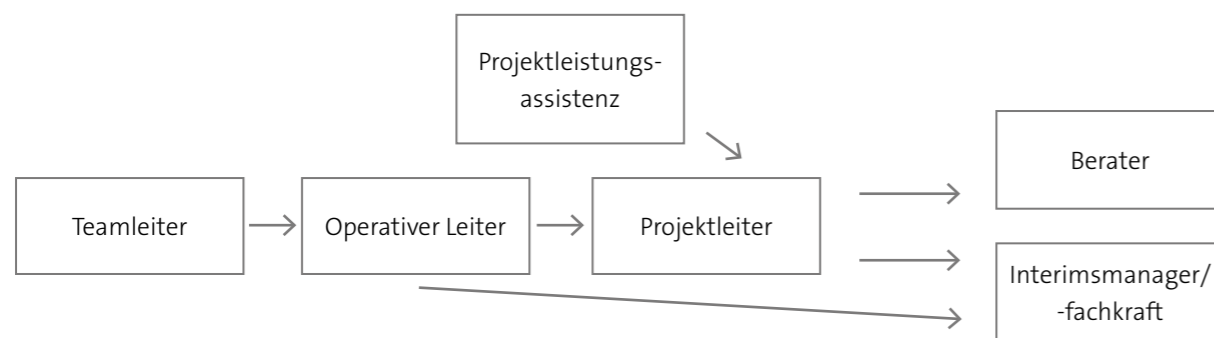 Projektleistungs-
assistenz
Berater
Teamleiter
Operativer Leiter
Projektleiter
Interimsmanager/
-fachkraft